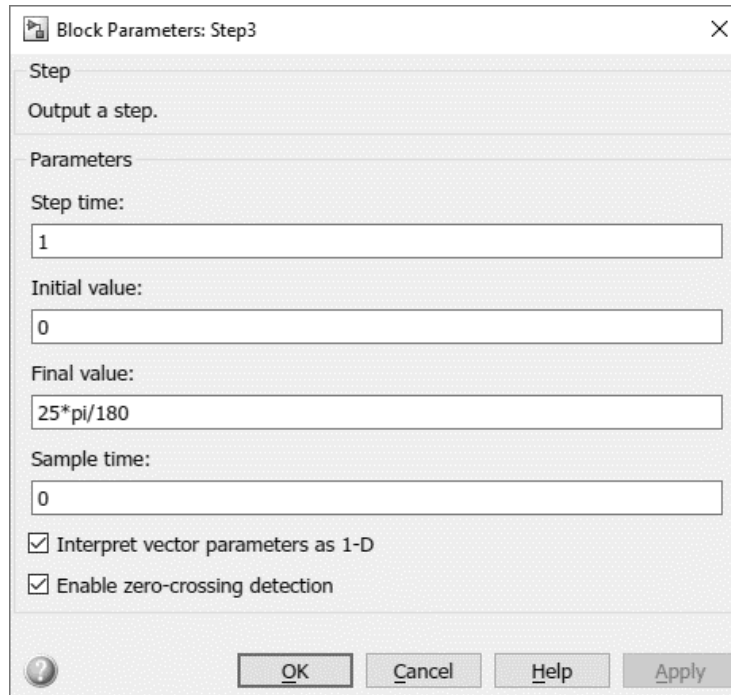 Block Parameters: Step3
Step
Output a step.
Parameters
Step time:
1
Initial value:
0
Final value:
25*pi/180
Sample time:
0
Interpret vector parameters as 1-D
Enable zero-crossing detection
? OK Cancel Help Apply